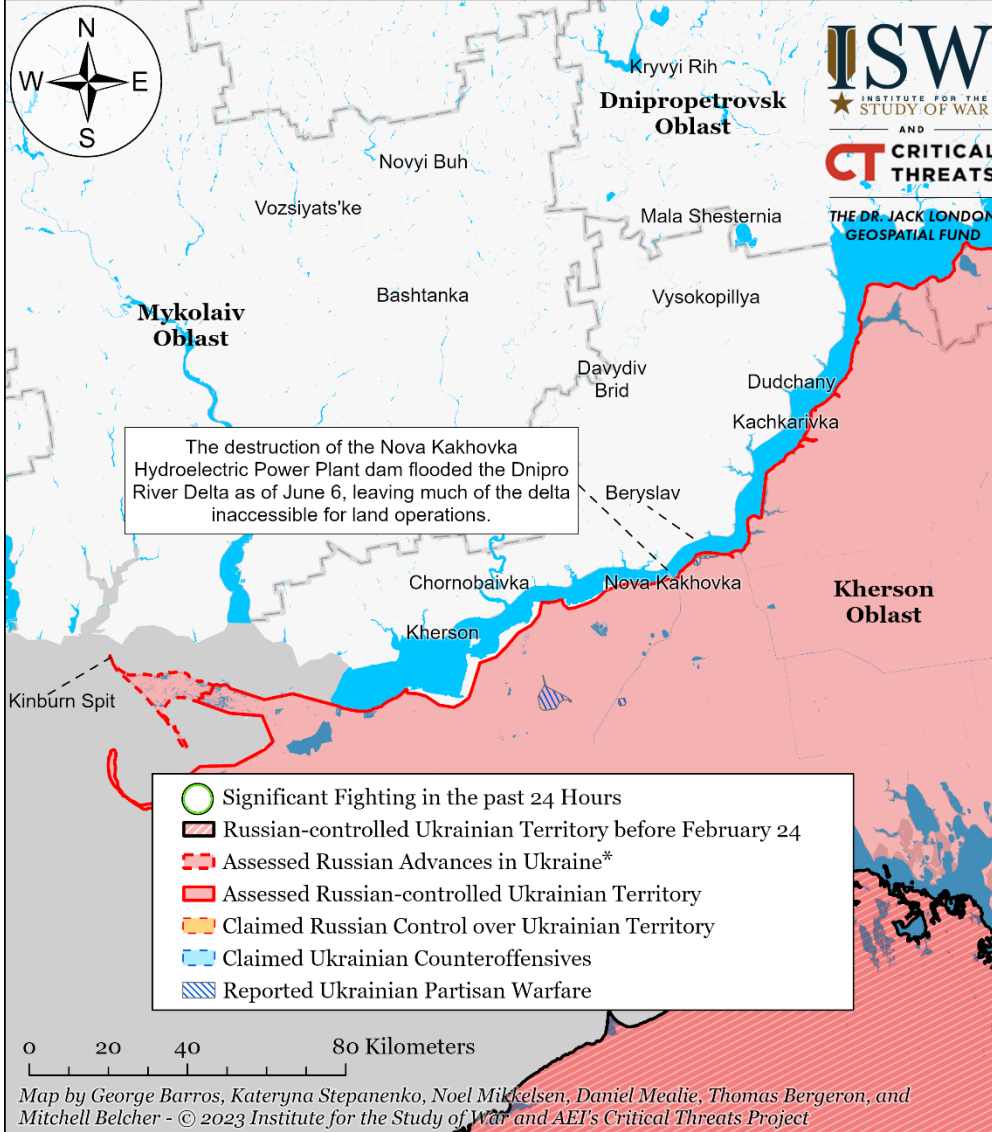 N
W
E
S
ISW
INSTITUTE FOR THE
STUDY OF WAR
AND
CT CRITICAL
THREATS
THE DR. JACK LONDON
GEOSPATIAL FUND
Kryvyi Rih
Dnipropetrovsk
Oblast
Novyi Buh
Vozsiyats'ke
Mala Shesternia
Bashtanka
Vysokopillya
Mykolaiv
Oblast
Davydiv
Brid
Dudchany
Kachkarivka
The destruction of the Nova Kakhovka
Hydroelectric Power Plant dam flooded the Dnipro
River Delta as of June 6, leaving much of the delta
inaccessible for land operations.
Beryslav
Chornobaivka
Nova Kakhovka
Kherson
Oblast
Kherson
Kinburn Spit
Significant Fighting in the past 24 Hours
Russian-controlled Ukrainian Territory before February 24
Assessed Russian Advances in Ukraine*
Assessed Russian-controlled Ukrainian Territory
Claimed Russian Control over Ukrainian Territory
Claimed Ukrainian Counteroffensives
Reported Ukrainian Partisan Warfare
0 20 40 80 Kilometers
Map by George Barros, Kateryna Stepanenko, Noel Mikkelsen, Daniel Mealie, Thomas Bergeron, and
Mitchell Belcher - © 2023 Institute for the Study of War and AEI's Critical Threats Project